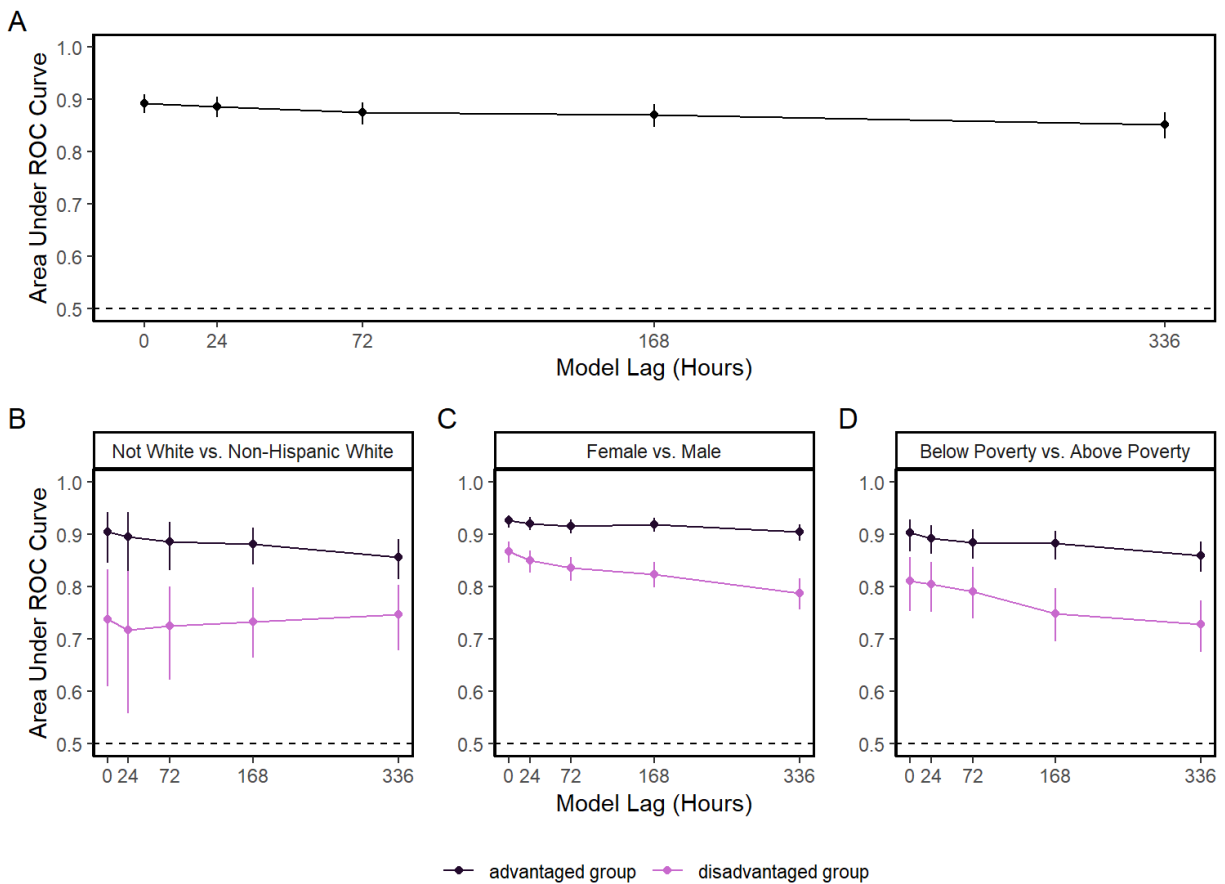 A
Area Under ROC Curve
1.0
0.9
0.8
0.7
0.6
0.5
0 24 72 168 336
Model Lag (Hours)
B
Not White vs. Non-Hispanic White
Area Under ROC Curve
1.0
0.9
0.8
0.7
0.6
0.5
0 24 72 168 336
C
Female vs. Male
1.0
0.9
0.8
0.7
0.6
0.5
0 24 72 168 336
Model Lag (Hours)
D
Below Poverty vs. Above Poverty
1.0
0.9
0.8
0.7
0.6
0.5
0 24 72 168 336
advantaged group disadvantaged group